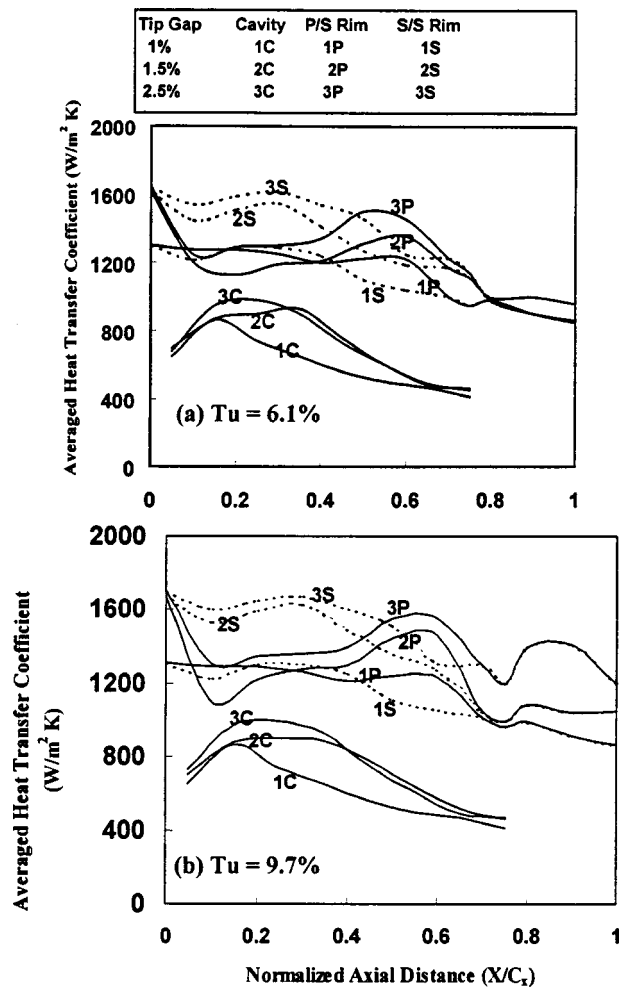 Tip Gap Cavity P/S Rim S/S Rim
1% 1C 1P 1S
1.5% 2C 2P 2S
2.5% 3C 3P 3S
Averaged Heat Transfer Coefficient (W/m² K)
2000
1600
1200
800
400
0
3S
2S
3P
2P
1P
1S
3C
2C
1C
(a) Tu = 6.1%
0 0.2 0.4 0.6 0.8 1
Averaged Heat Transfer Coefficient
(W/m² K)
2000
1600
1200
800
400
0
3S
2S
3P
2P
1P
1S
3C
2C
1C
(b) Tu = 9.7%
0 0.2 0.4 0.6 0.8 1
Normalized Axial Distance (X/Cₓ)